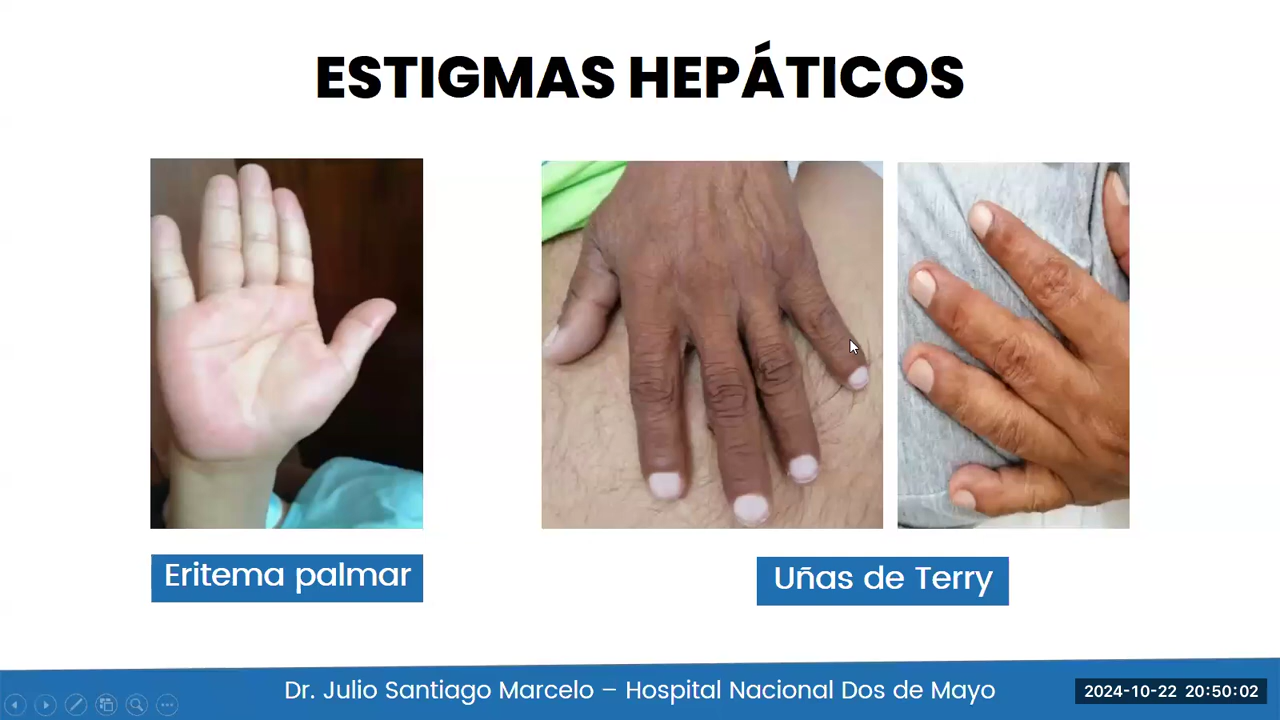 ESTIGMAS HEPÁTICOS
Eritema palmar
Uñas de Terry
Dr. Julio Santiago Marcelo – Hospital Nacional Dos de Mayo
2024-10-22 20:50:02